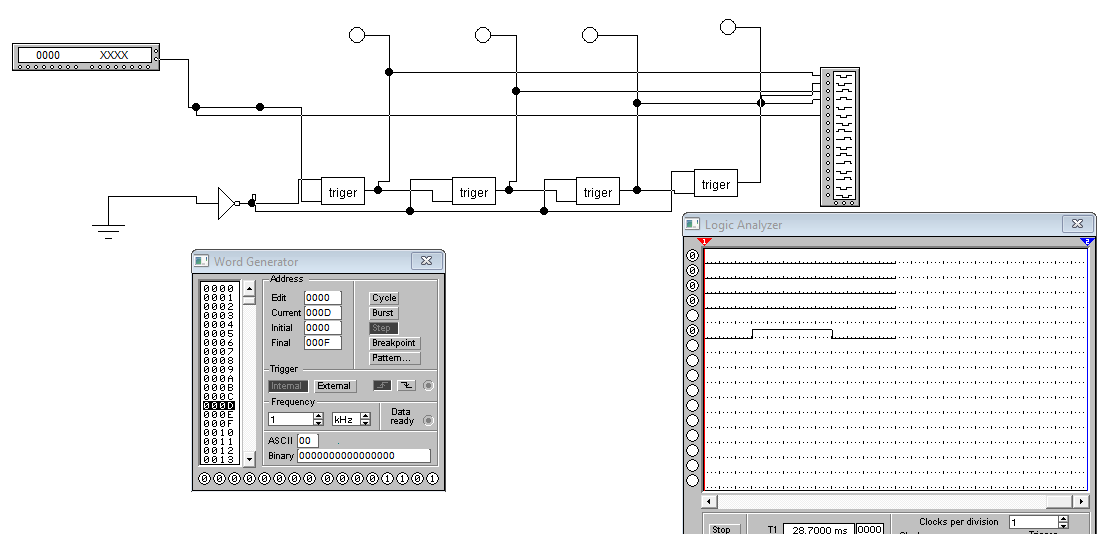 0000 XXXX
triger
triger
triger
triger
Word Generator
0000
0001
0002
0003
0004
0005
0006
0007
0008
0009
000A
000B
000C
000D
000E
000F
0010
0011
0012
0013
Address
Edit 0000
Current 000D
Initial 0000
Final 000F
Cycle
Burst
Step
Breakpoint
Pattern...
Trigger
Internal External
Frequency
1 kHz
Data
ready
ASCII 00
Binary 0000000000000000
0 0 0 0 0 0 0 0 0 0 0 0 1 1 0 1
Logic Analyzer
1 2
0
0
0
0
0
Stop
T1 28.7000 ms 0000
Clocks per division 1